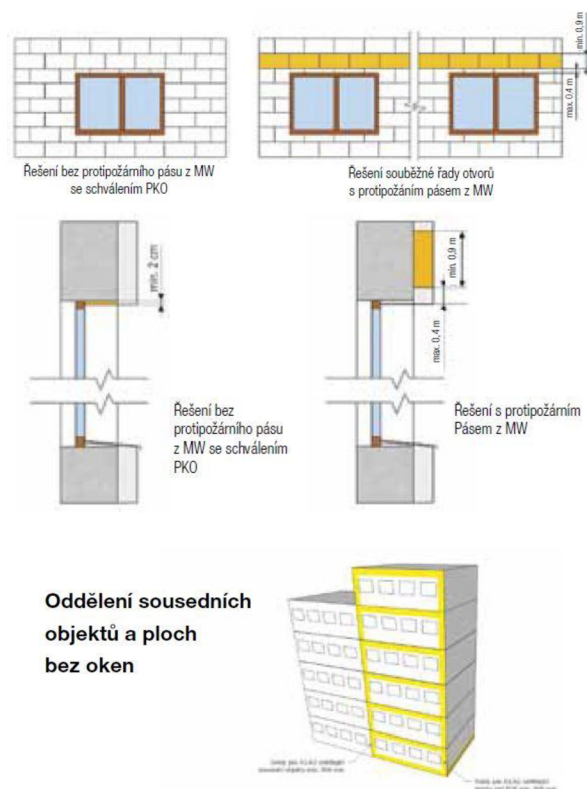 min. 0,9 m
max. 0,4 m
Řešení bez protipožárního pásu z MW
se schválením PKO
Řešení souběžné řady otvorů
s protipožáním pásem z MW
min. 2 cm
min. 0,9 m
max. 0,4 m
Řešení bez
protipožárního pásu
z MW se schválením
PKO
Řešení s protipožárním
Pásem z MW
Oddělení sousedních
objektů a ploch
bez oken